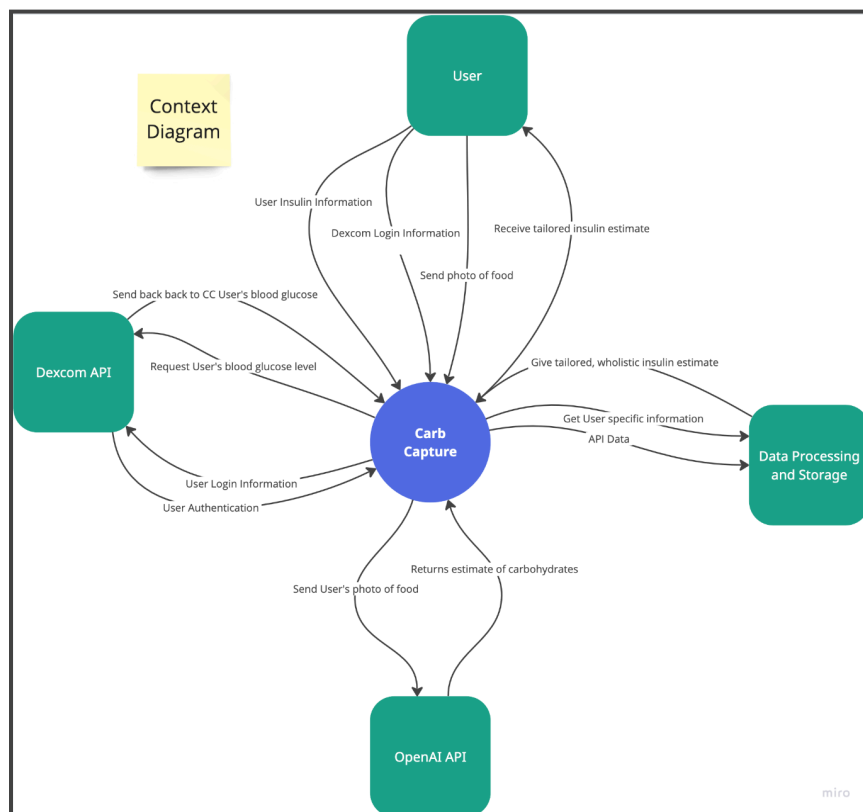 User
Context
Diagram
User Insulin Information
Dexcom Login Information
Receive tailored insulin estimate
Send photo of food
Send back back to CC User's blood glucose
Dexcom API
Request User's blood glucose level
Give tailored, wholistic insulin estimate
Carb
Capture
Get User specific information
API Data
Data Processing
and Storage
User Login Information
User Authentication
Returns estimate of carbohydrates
Send User's photo of food
OpenAI API
miro